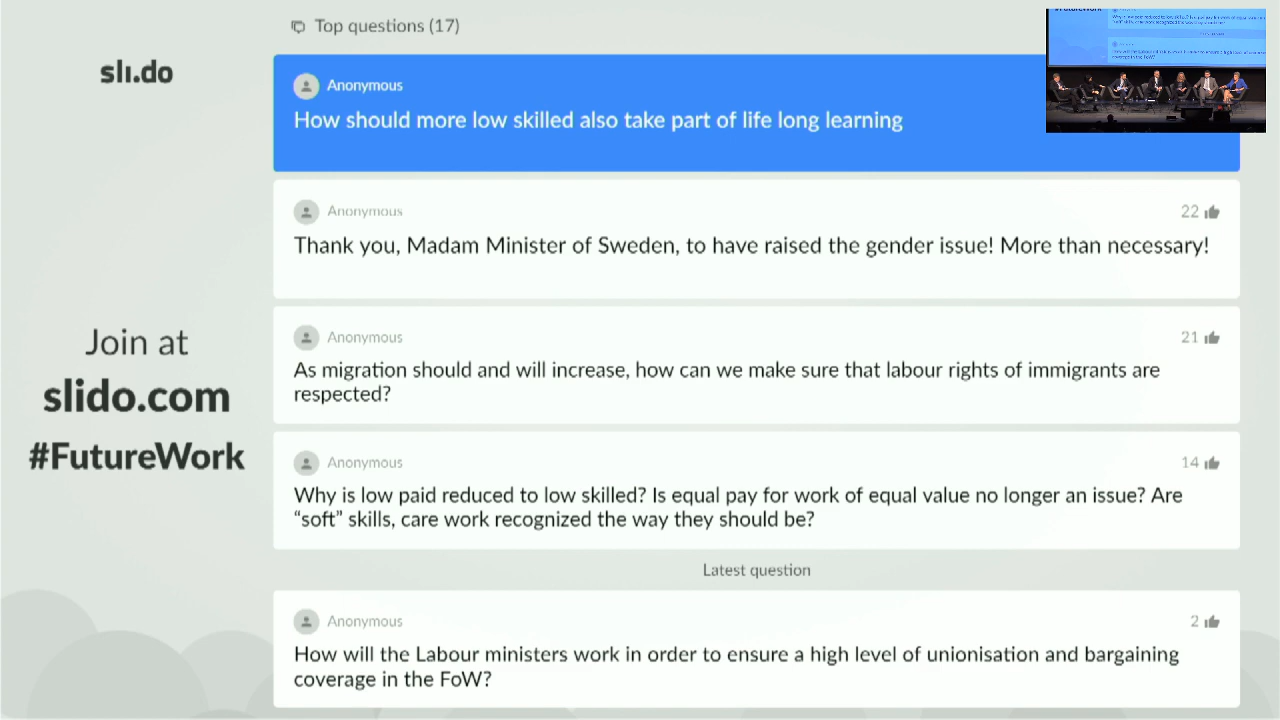 Top questions (17)
sli.do
Anonymous
How should more low skilled also take part of life long learning
Anonymous
22
Thank you, Madam Minister of Sweden, to have raised the gender issue! More than necessary!
Anonymous
21
As migration should and will increase, how can we make sure that labour rights of immigrants are
respected?
Join at
slido.com
#FutureWork
Anonymous
14
Why is low paid reduced to low skilled? Is equal pay for work of equal value no longer an issue? Are
“soft” skills, care work recognized the way they should be?
Latest question
Anonymous
2
How will the Labour ministers work in order to ensure a high level of unionisation and bargaining
coverage in the FoW?